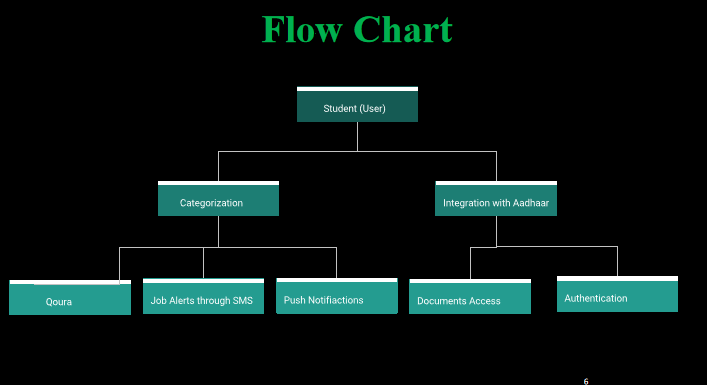 Flow Chart
Student (User)
Categorization
Integration with Aadhaar
Qoura
Job Alerts through SMS
Push Notifiactions
Documents Access
Authentication
6